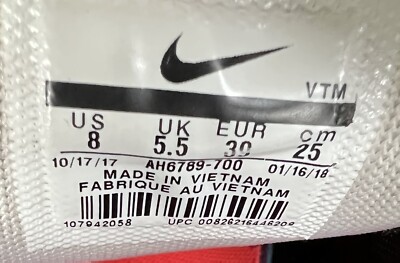 VTM
US UK EUR cm
8 5.5 39 25
10/17/17 AH6789-700 01/16/18
MADE IN VIETNAM
FABRIQUE AU VIETNAM
107942058 UPC 00826216446209